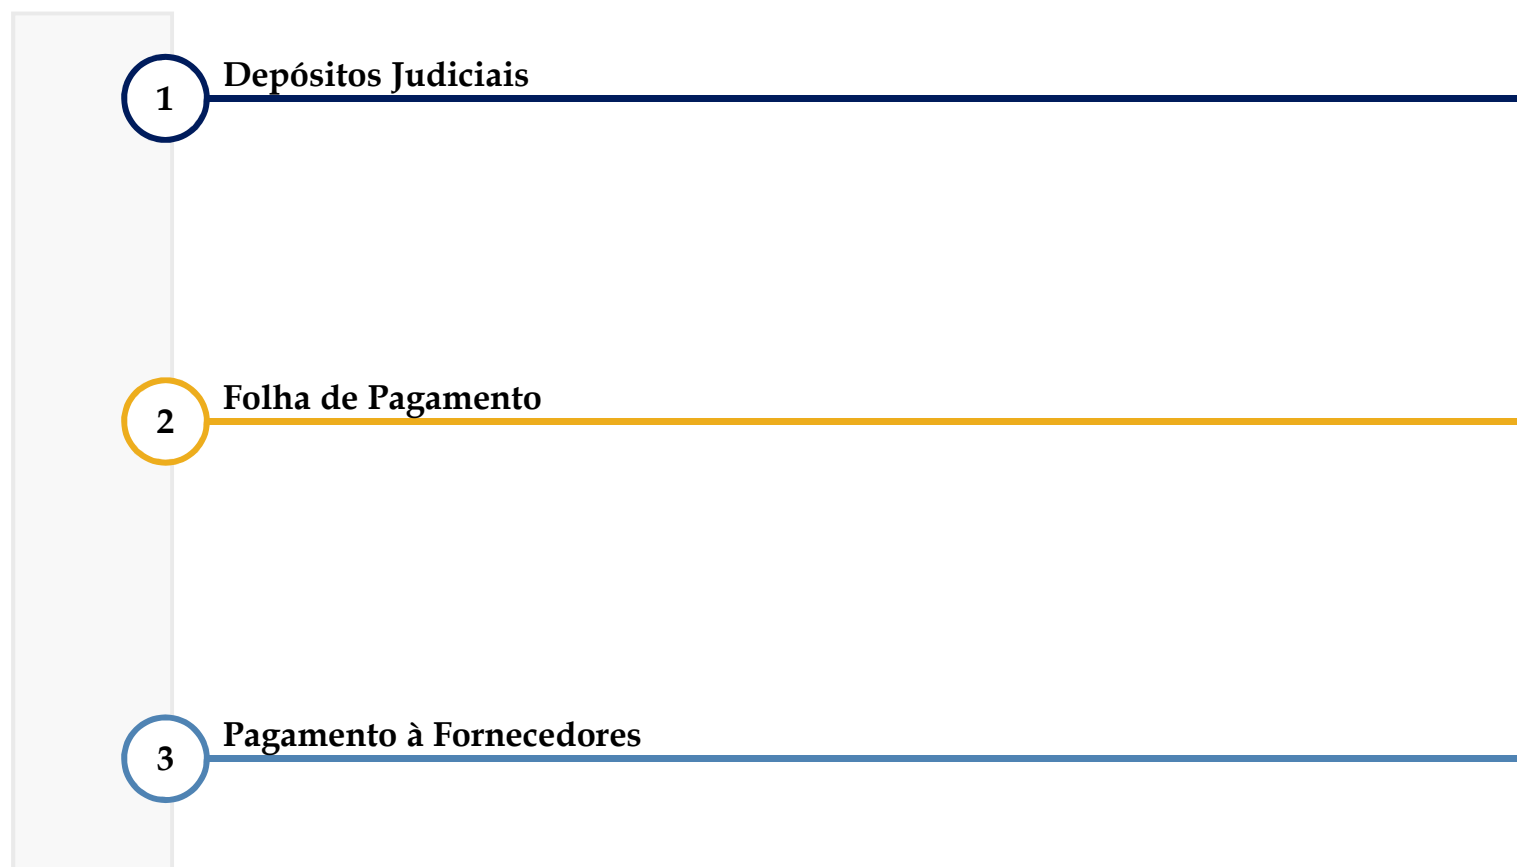 1
Depósitos Judiciais
2
Folha de Pagamento
3
Pagamento à Fornecedores